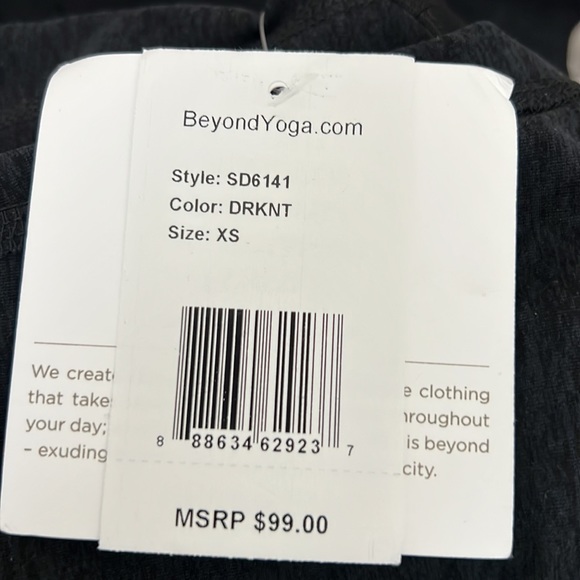 BeyondYoga.com
Style: SD6141
Color: DRKNT
Size: XS
8 88634 62923 7
MSRP $99.00
We creat
that take
your day;
– exuding
clothing
hroughout
is beyond
city.